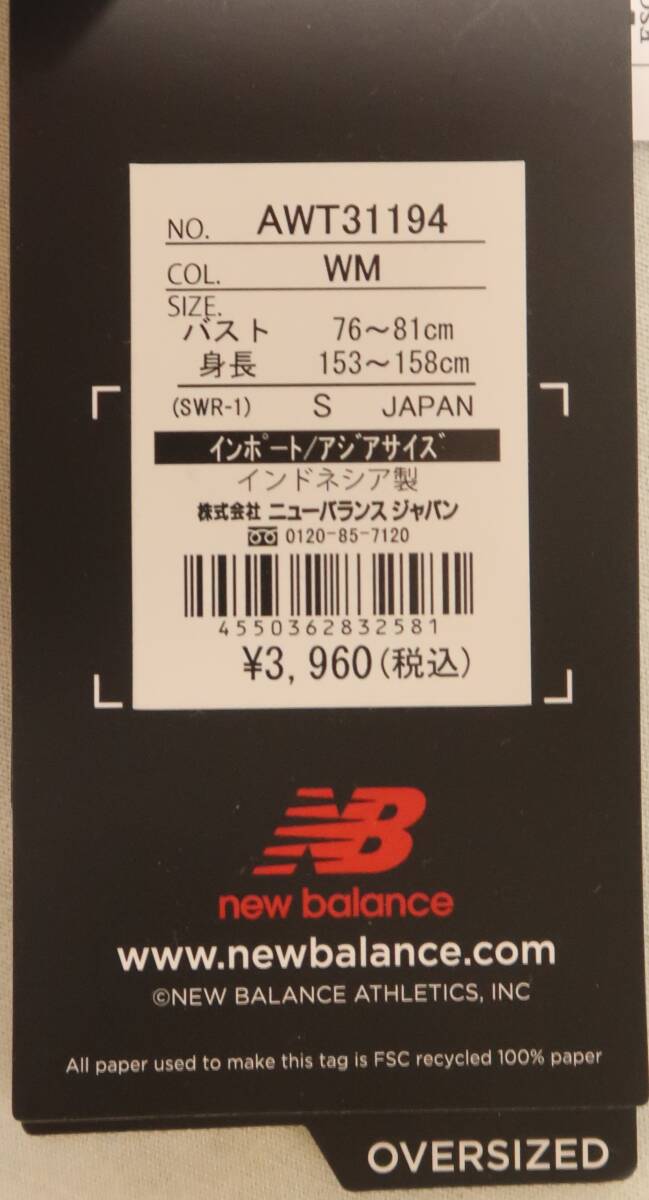 NO. AWT31194
COL. WM
SIZE.
バスト 76～81cm
身長 153～158cm
(SWR-1) S JAPAN
インポート/アジアサイズ
インドネシア製
株式会社 ニューバランス ジャパン
0120-85-7120
4550362832581
¥3,960(税込)
NB
new balance
www.newbalance.com
©NEW BALANCE ATHLETICS, INC
All paper used to make this tag is FSC recycled 100% paper
OVERSIZED